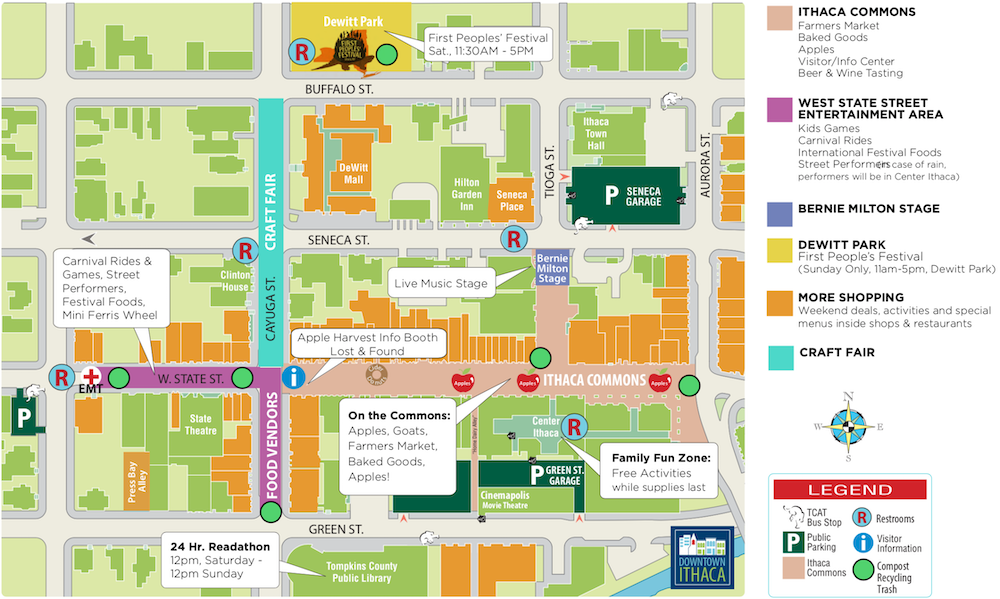 Dewitt Park
R
FIRST
PEOPLES'
FESTIVAL
First Peoples' Festival
Sat., 11:30AM - 5PM
BUFFALO ST.
DeWitt
Mall
Hilton
Garden
Inn
Seneca
Place
TIOGA ST.
Ithaca
Town
Hall
P SENECA
GARAGE
AURORA ST.
CRAFT FAIR
CAYUGA ST.
SENECA ST.
R
R
Clinton
House
Carnival Rides &
Games, Street
Performers,
Festival Foods,
Mini Ferris Wheel
Live Music Stage
Bernie
Milton
Stage
Apple Harvest Info Booth
Lost & Found
R
EMT
W. STATE ST.
i
Apples
Apples
ITHACA COMMONS
Apples
P
State
Theatre
Press Bay
Alley
FOOD VENDORS
On the Commons:
Apples, Goats,
Farmers Market,
Baked Goods,
Apples!
Center
Ithaca
R
Family Fun Zone:
Free Activities
while supplies last
P GREEN ST.
GARAGE
Cinemapolis
Movie Theatre
GREEN ST.
24 Hr. Readathon
12pm, Saturday -
12pm Sunday
Tompkins County
Public Library
DOWNTOWN
ITHACA
ITHACA COMMONS
Farmers Market
Baked Goods
Apples
Visitor/Info Center
Beer & Wine Tasting
WEST STATE STREET
ENTERTAINMENT AREA
Kids Games
Carnival Rides
International Festival Foods
Street Performers (in case of rain,
performers will be in Center Ithaca)
BERNIE MILTON STAGE
DEWITT PARK
First People's Festival
(Sunday Only, 11am-5pm, Dewitt Park)
MORE SHOPPING
Weekend deals, activities and special
menus inside shops & restaurants
CRAFT FAIR
N
W
E
S
LEGEND
TCAT
Bus Stop
R Restrooms
P Public
Parking
i Visitor
Information
Ithaca
Commons
Compost
Recycling
Trash